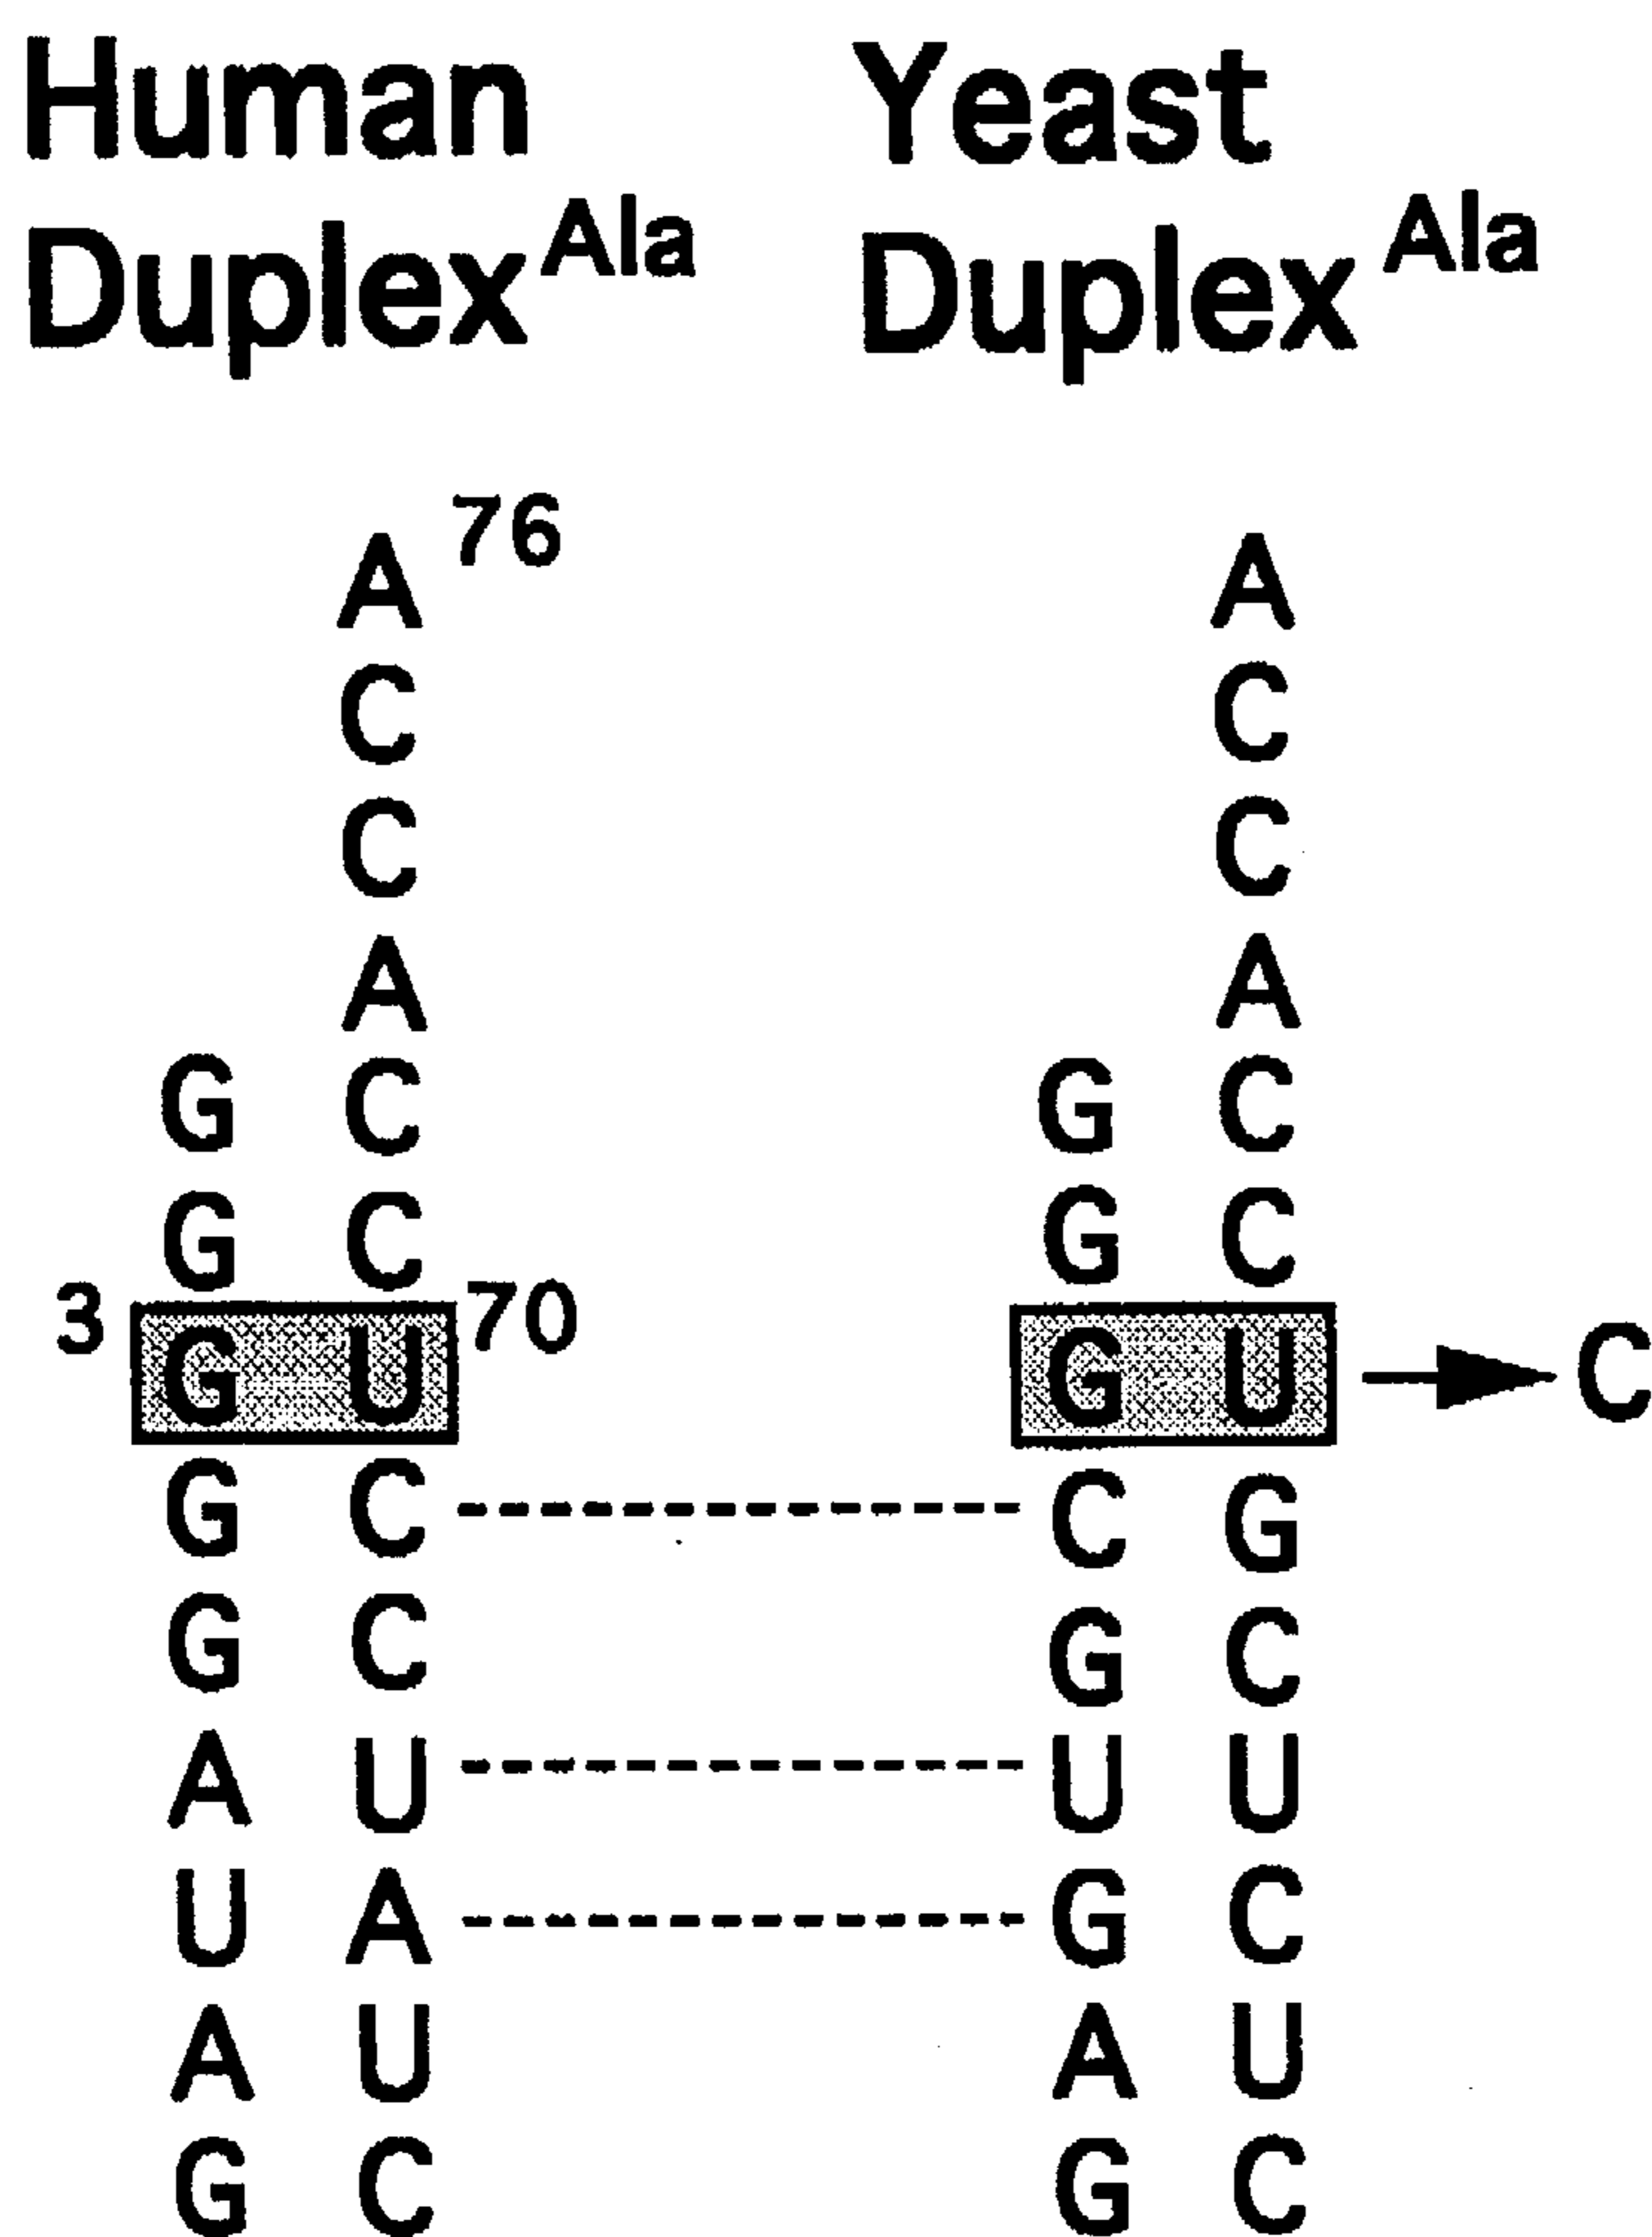 Human Yeast
Duplex^Ala Duplex^Ala
A^76 A
C C
C C
A A
G C G C
G C G C
3 G U 70 G U → C
G C C G
G C G C
A U U U
U A G C
A U A U
G C G C